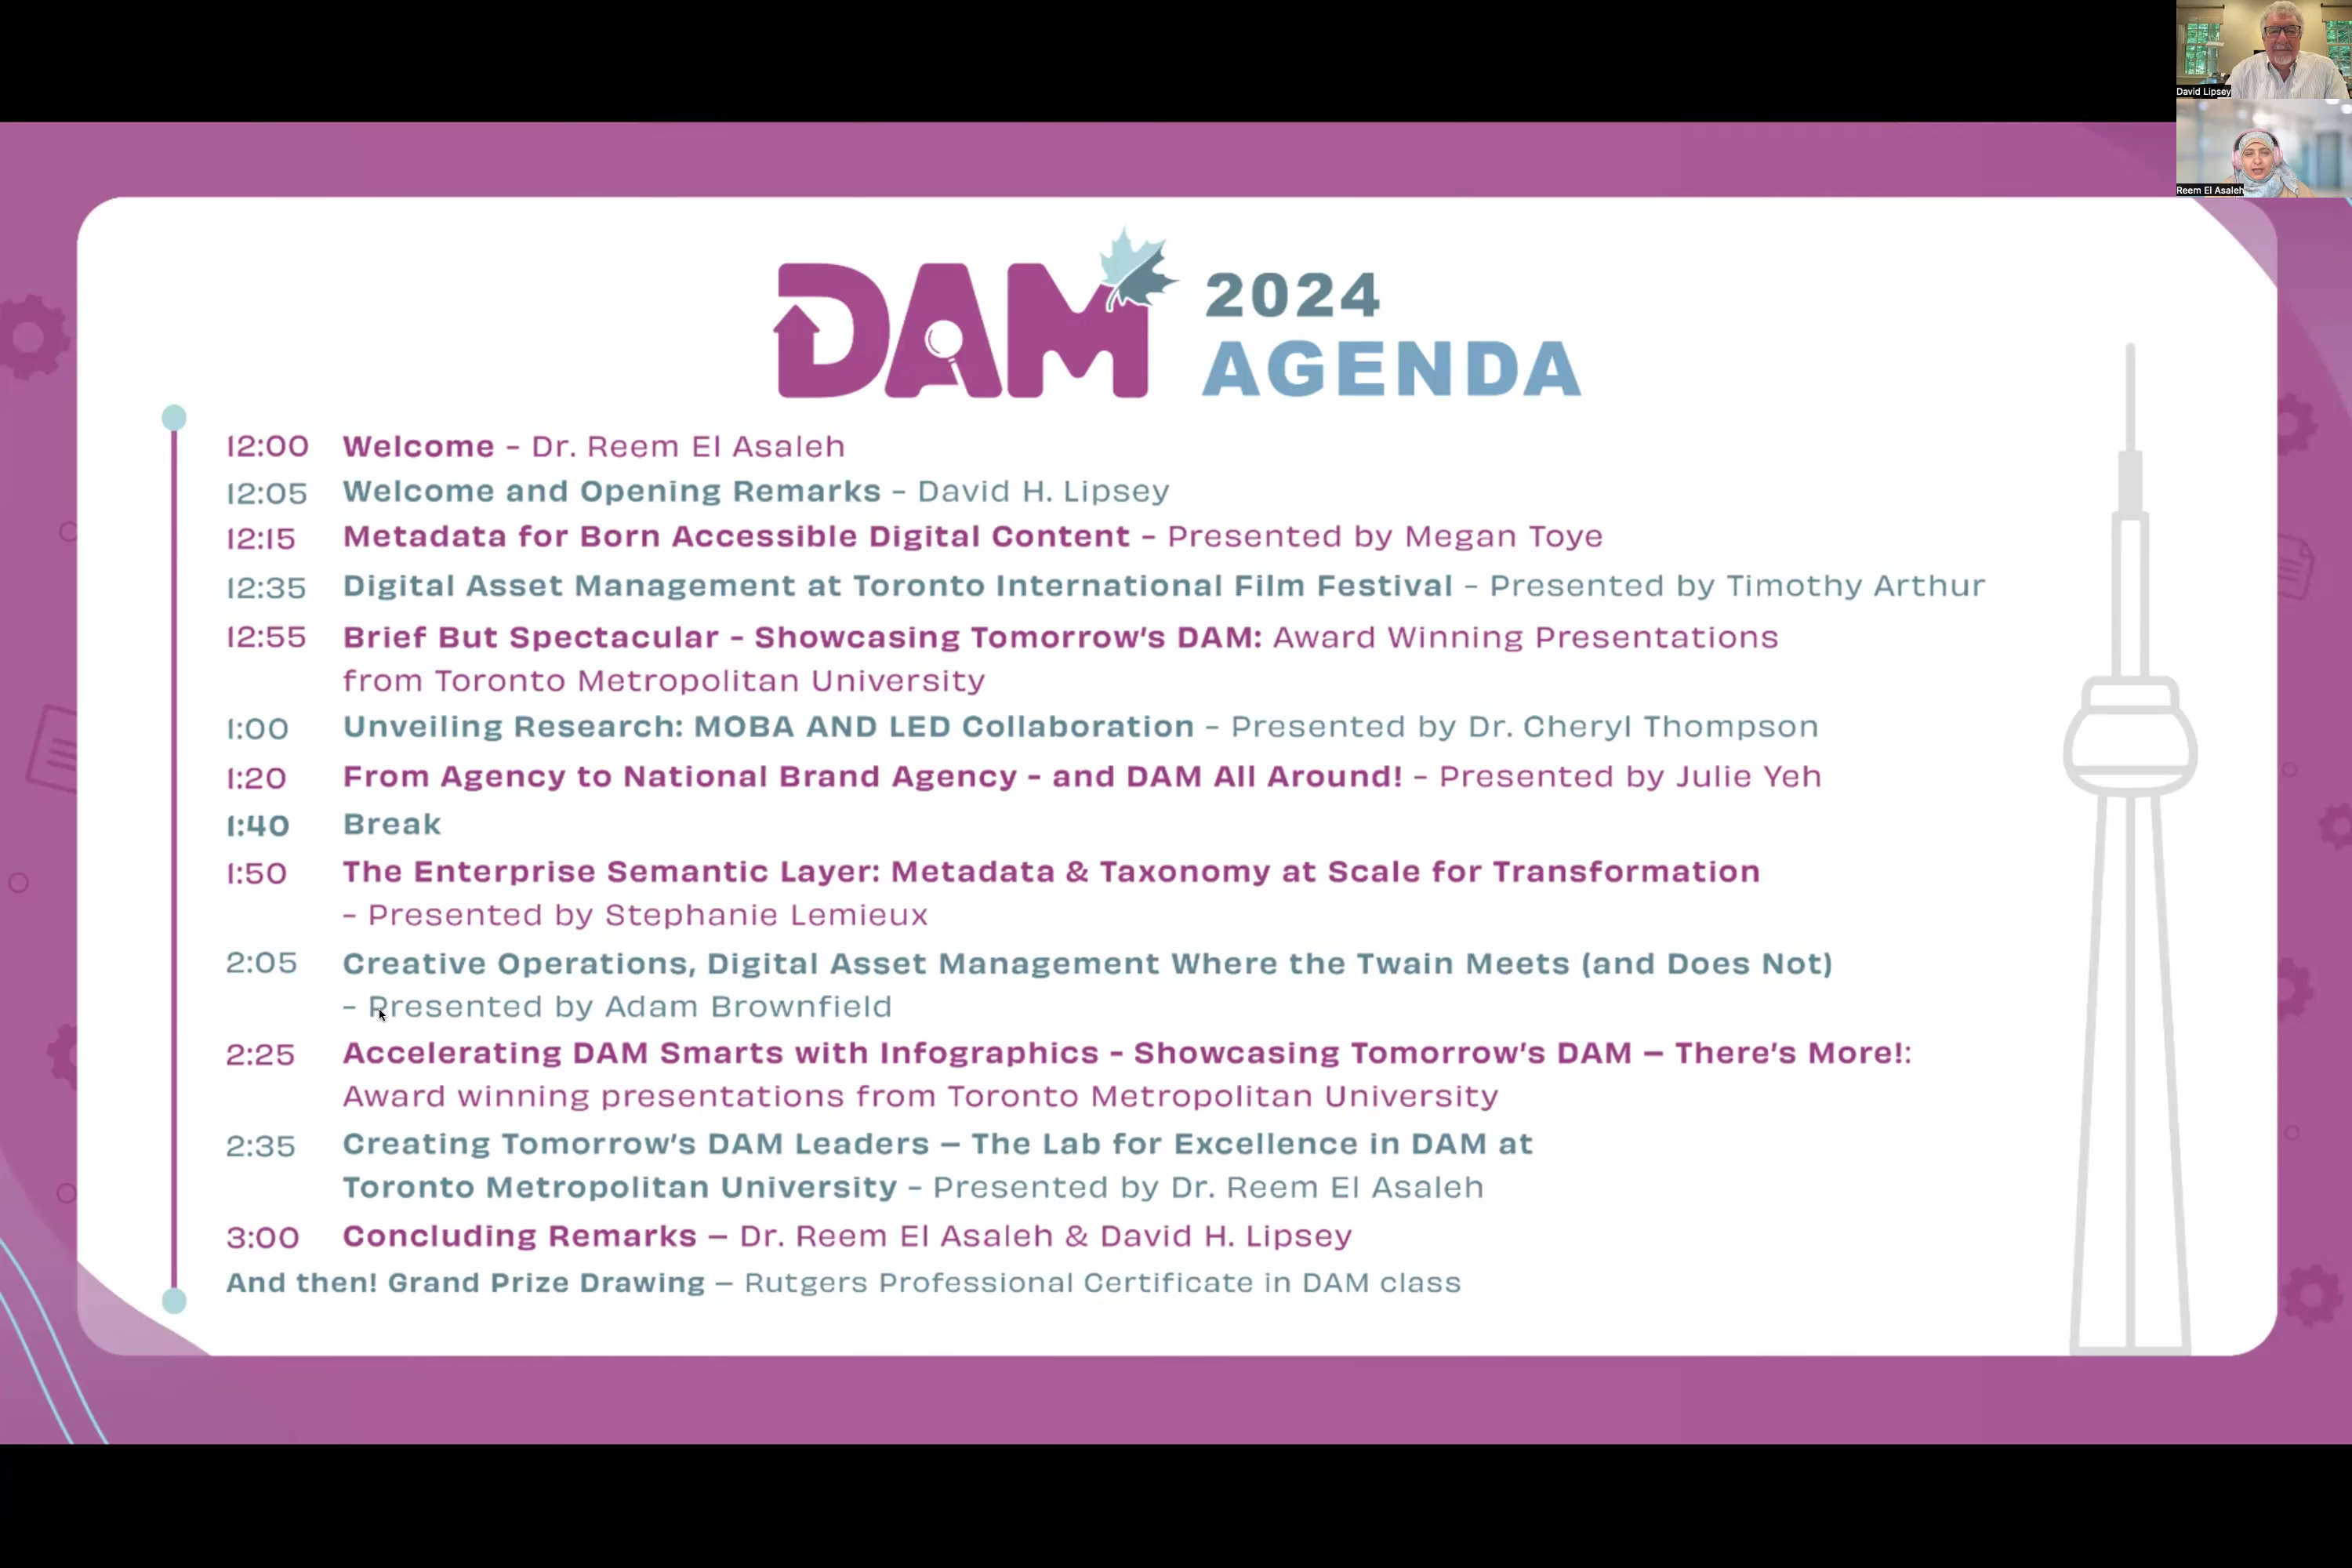 David Lipsey
Reem El Asaleh
DAM 2024
AGENDA
12:00 Welcome - Dr. Reem El Asaleh
12:05 Welcome and Opening Remarks - David H. Lipsey
12:15 Metadata for Born Accessible Digital Content - Presented by Megan Toye
12:35 Digital Asset Management at Toronto International Film Festival - Presented by Timothy Arthur
12:55 Brief But Spectacular - Showcasing Tomorrow’s DAM: Award Winning Presentations
from Toronto Metropolitan University
1:00 Unveiling Research: MOBA AND LED Collaboration - Presented by Dr. Cheryl Thompson
1:20 From Agency to National Brand Agency - and DAM All Around! - Presented by Julie Yeh
1:40 Break
1:50 The Enterprise Semantic Layer: Metadata & Taxonomy at Scale for Transformation
- Presented by Stephanie Lemieux
2:05 Creative Operations, Digital Asset Management Where the Twain Meets (and Does Not)
- Presented by Adam Brownfield
2:25 Accelerating DAM Smarts with Infographics - Showcasing Tomorrow’s DAM – There’s More!:
Award winning presentations from Toronto Metropolitan University
2:35 Creating Tomorrow’s DAM Leaders – The Lab for Excellence in DAM at
Toronto Metropolitan University - Presented by Dr. Reem El Asaleh
3:00 Concluding Remarks – Dr. Reem El Asaleh & David H. Lipsey
And then! Grand Prize Drawing – Rutgers Professional Certificate in DAM class